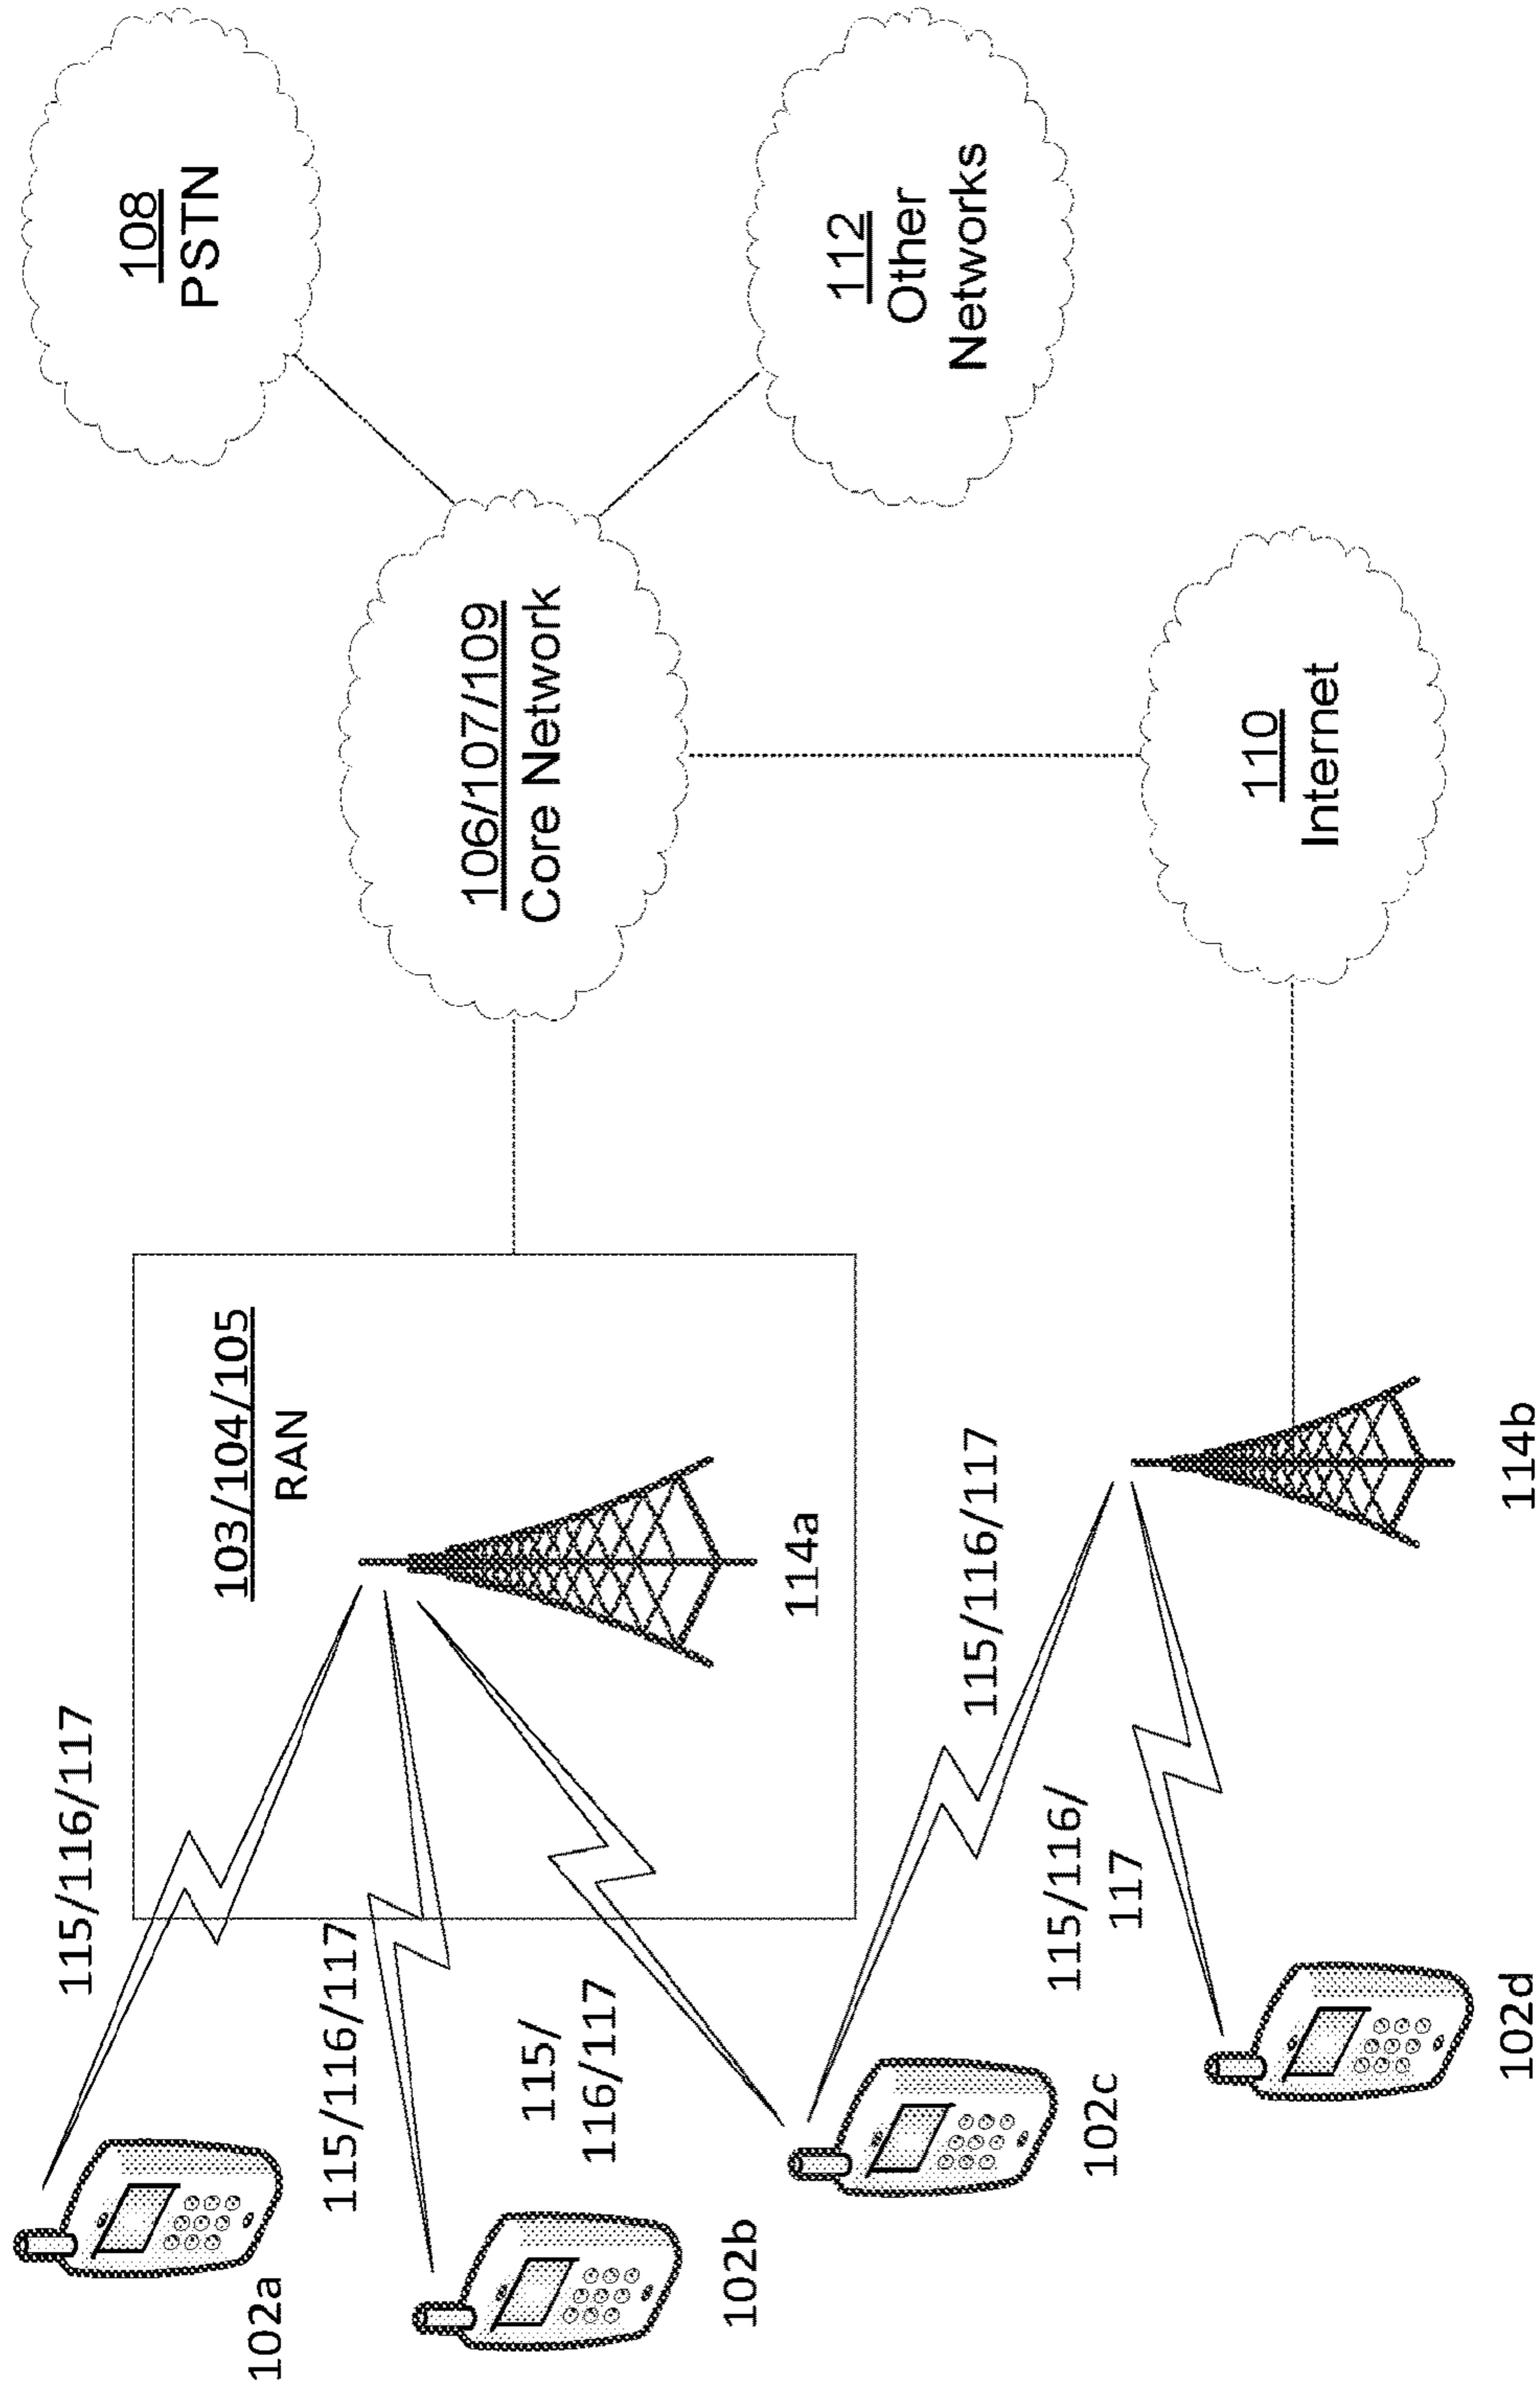 115/116/117
102a
103/104/105
RAN
114a
115/116/117
102b
115/
116/117
102c
106/107/109
Core Network
108
PSTN
112
Other
Networks
115/116/117
115/116/
117
102d
114b
110
Internet